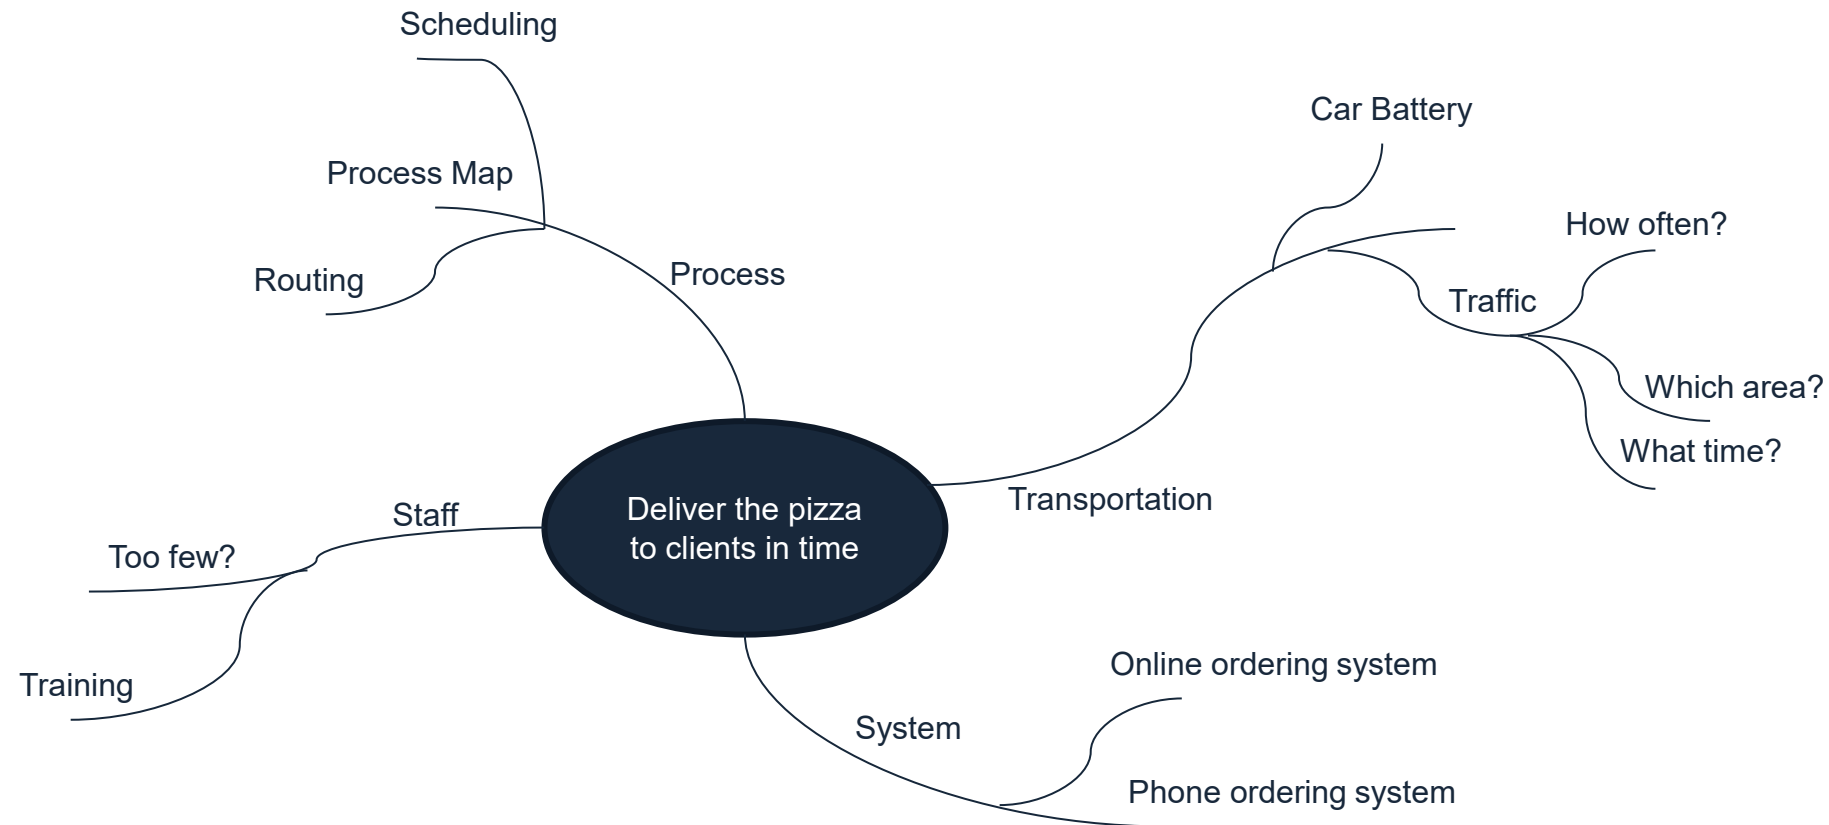 Scheduling
Car Battery
Process Map
How often?
Routing
Process
Traffic
Which area?
What time?
Deliver the pizza
to clients in time
Transportation
Staff
Too few?
Training
Online ordering system
System
Phone ordering system